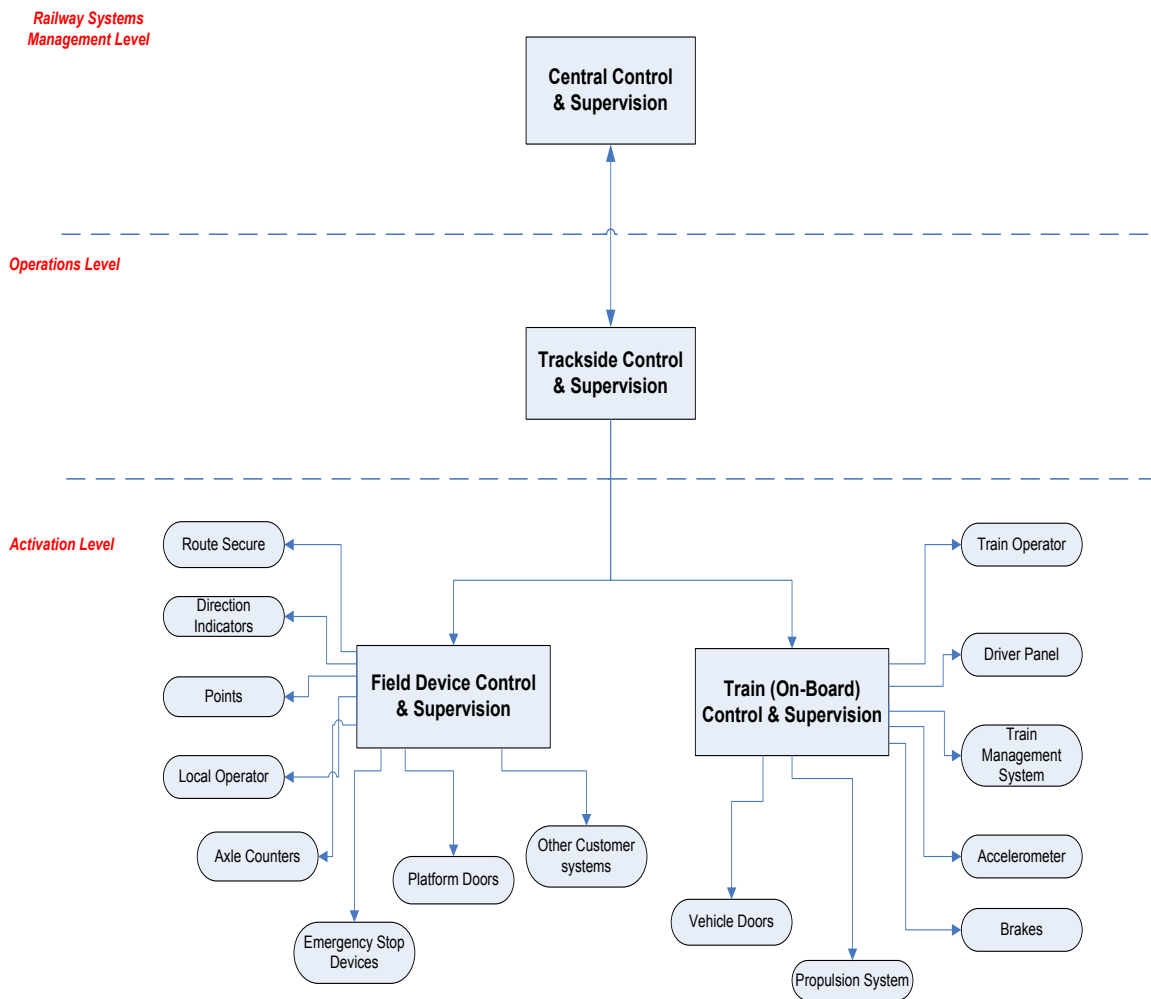 Railway Systems
Management Level
Central Control
& Supervision
Operations Level
Trackside Control
& Supervision
Activation Level
Route Secure
Train Operator
Direction
Indicators
Driver Panel
Field Device Control
& Supervision
Train (On-Board)
Control & Supervision
Points
Train
Management
System
Local Operator
Axle Counters
Platform Doors
Other Customer
systems
Accelerometer
Vehicle Doors
Brakes
Emergency Stop
Devices
Propulsion System